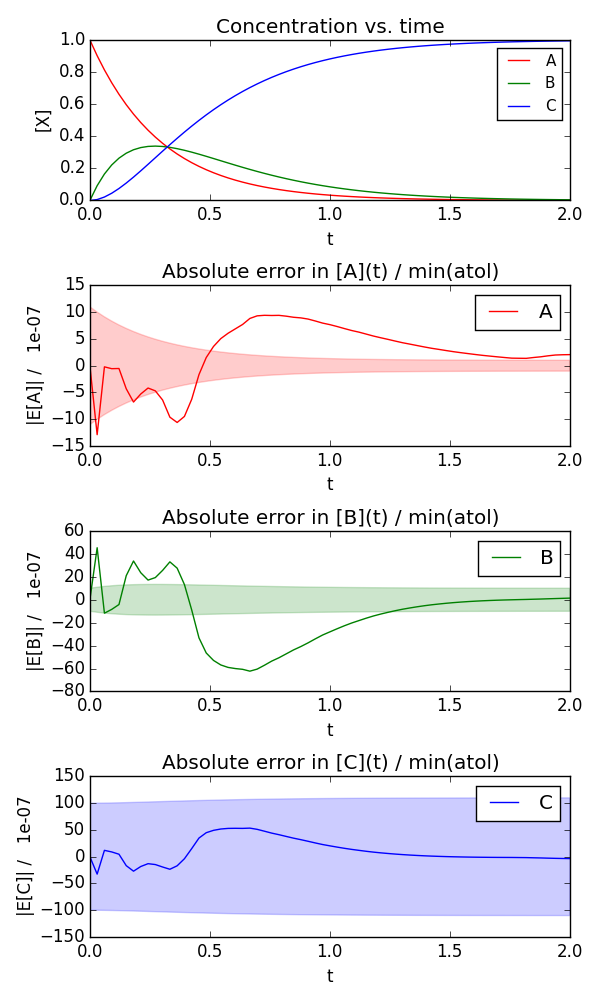 Concentration vs. time
[X]
1.0
0.8
0.6
0.4
0.2
0.0
A
B
C
0.0 0.5 1.0 1.5 2.0
t
Absolute error in [A](t) / min(atol)
|E[A]| / 1e-07
15
10
5
0
−5
−10
−15
A
0.0 0.5 1.0 1.5 2.0
t
Absolute error in [B](t) / min(atol)
|E[B]| / 1e-07
60
40
20
0
−20
−40
−60
−80
B
0.0 0.5 1.0 1.5 2.0
t
Absolute error in [C](t) / min(atol)
|E[C]| / 1e-07
150
100
50
0
−50
−100
−150
C
0.0 0.5 1.0 1.5 2.0
t